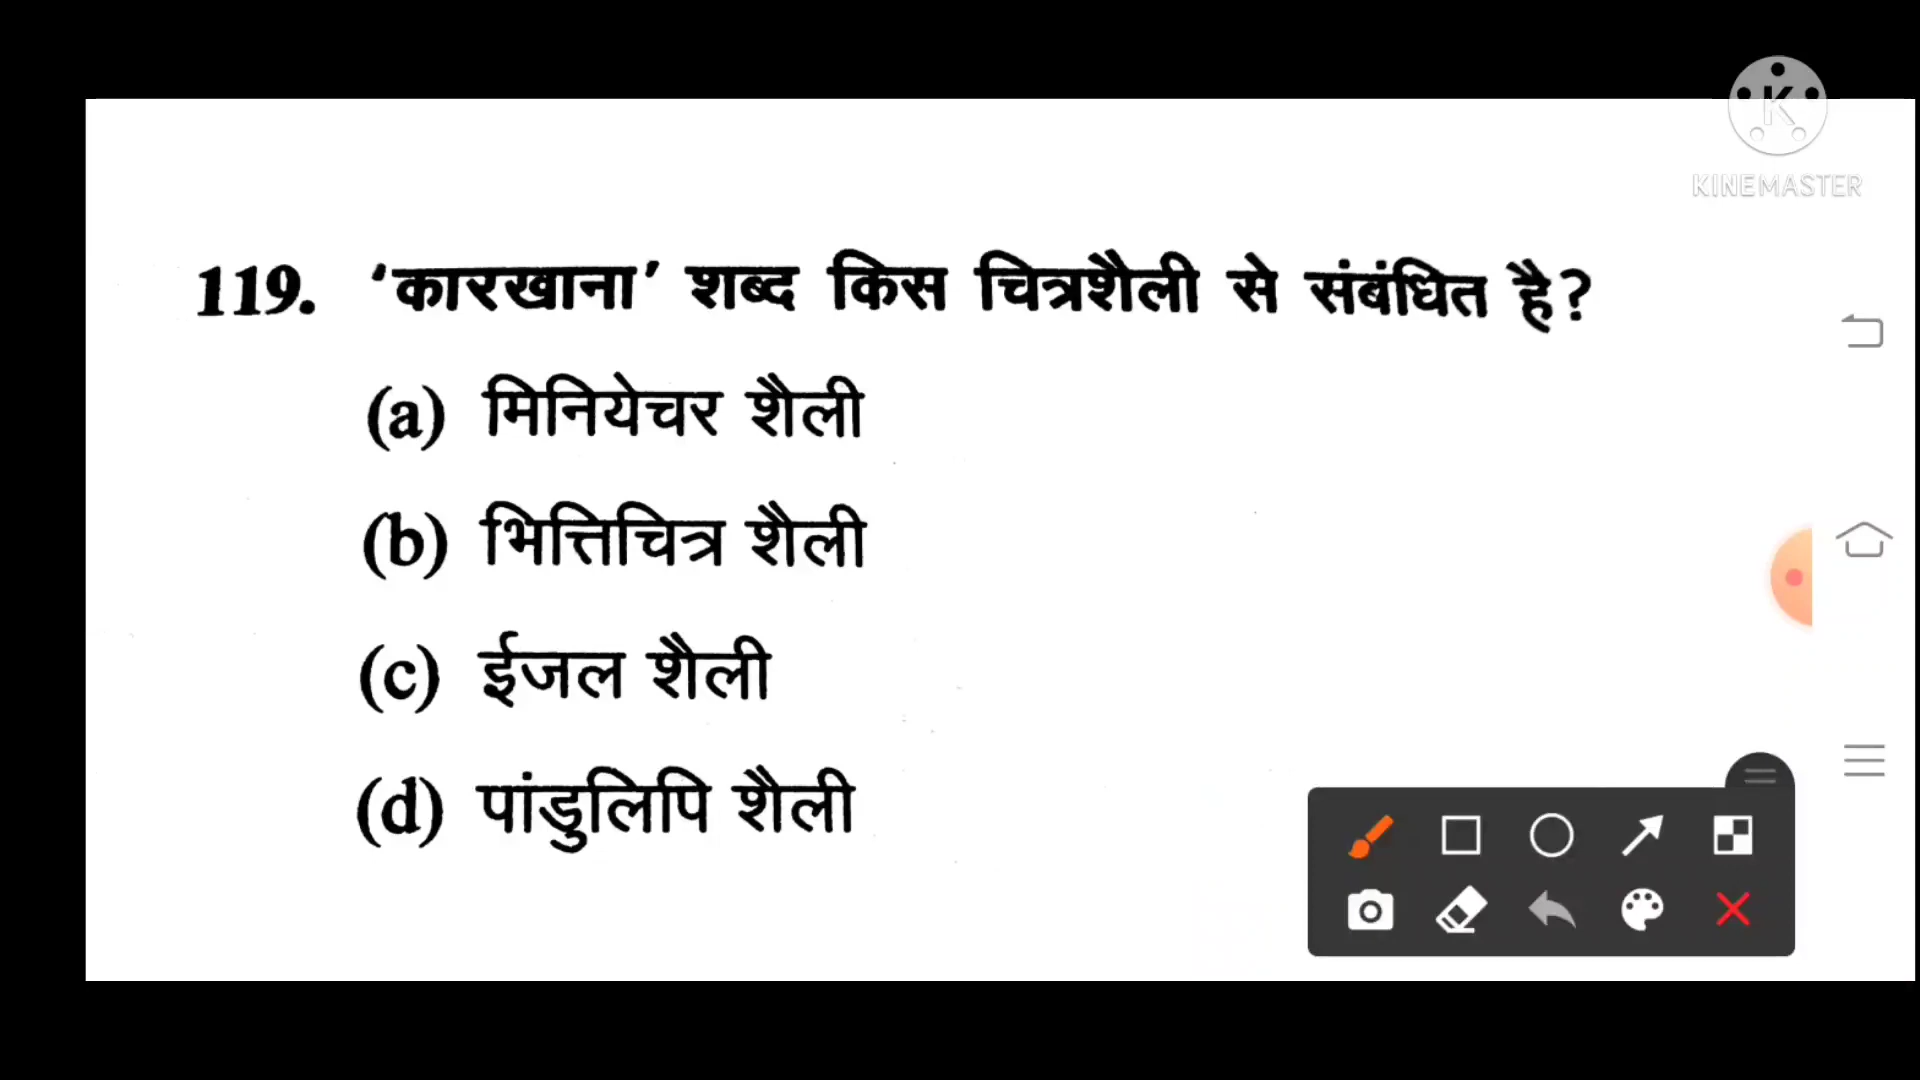 KINEMASTER
119. ‘कारखाना’ शब्द किस चित्रशैली से संबंधित है?
(a) मिनियेचर शैली
(b) भित्तिचित्र शैली
(c) ईजल शैली
(d) पांडुलिपि शैली